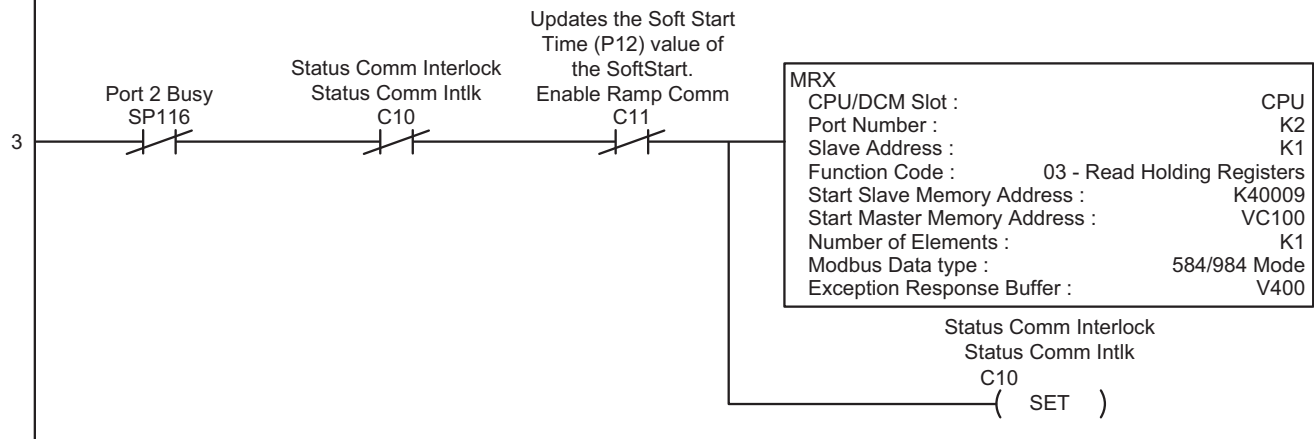 Updates the Soft Start
Time (P12) value of
the SoftStart.
Enable Ramp Comm
C11
Status Comm Interlock
Status Comm Intlk
C10
Port 2 Busy
SP116
3
MRX
CPU/DCM Slot : CPU
Port Number : K2
Slave Address : K1
Function Code : 03 - Read Holding Registers
Start Slave Memory Address : K40009
Start Master Memory Address : VC100
Number of Elements : K1
Modbus Data type : 584/984 Mode
Exception Response Buffer : V400
Status Comm Interlock
Status Comm Intlk
C10
( SET )